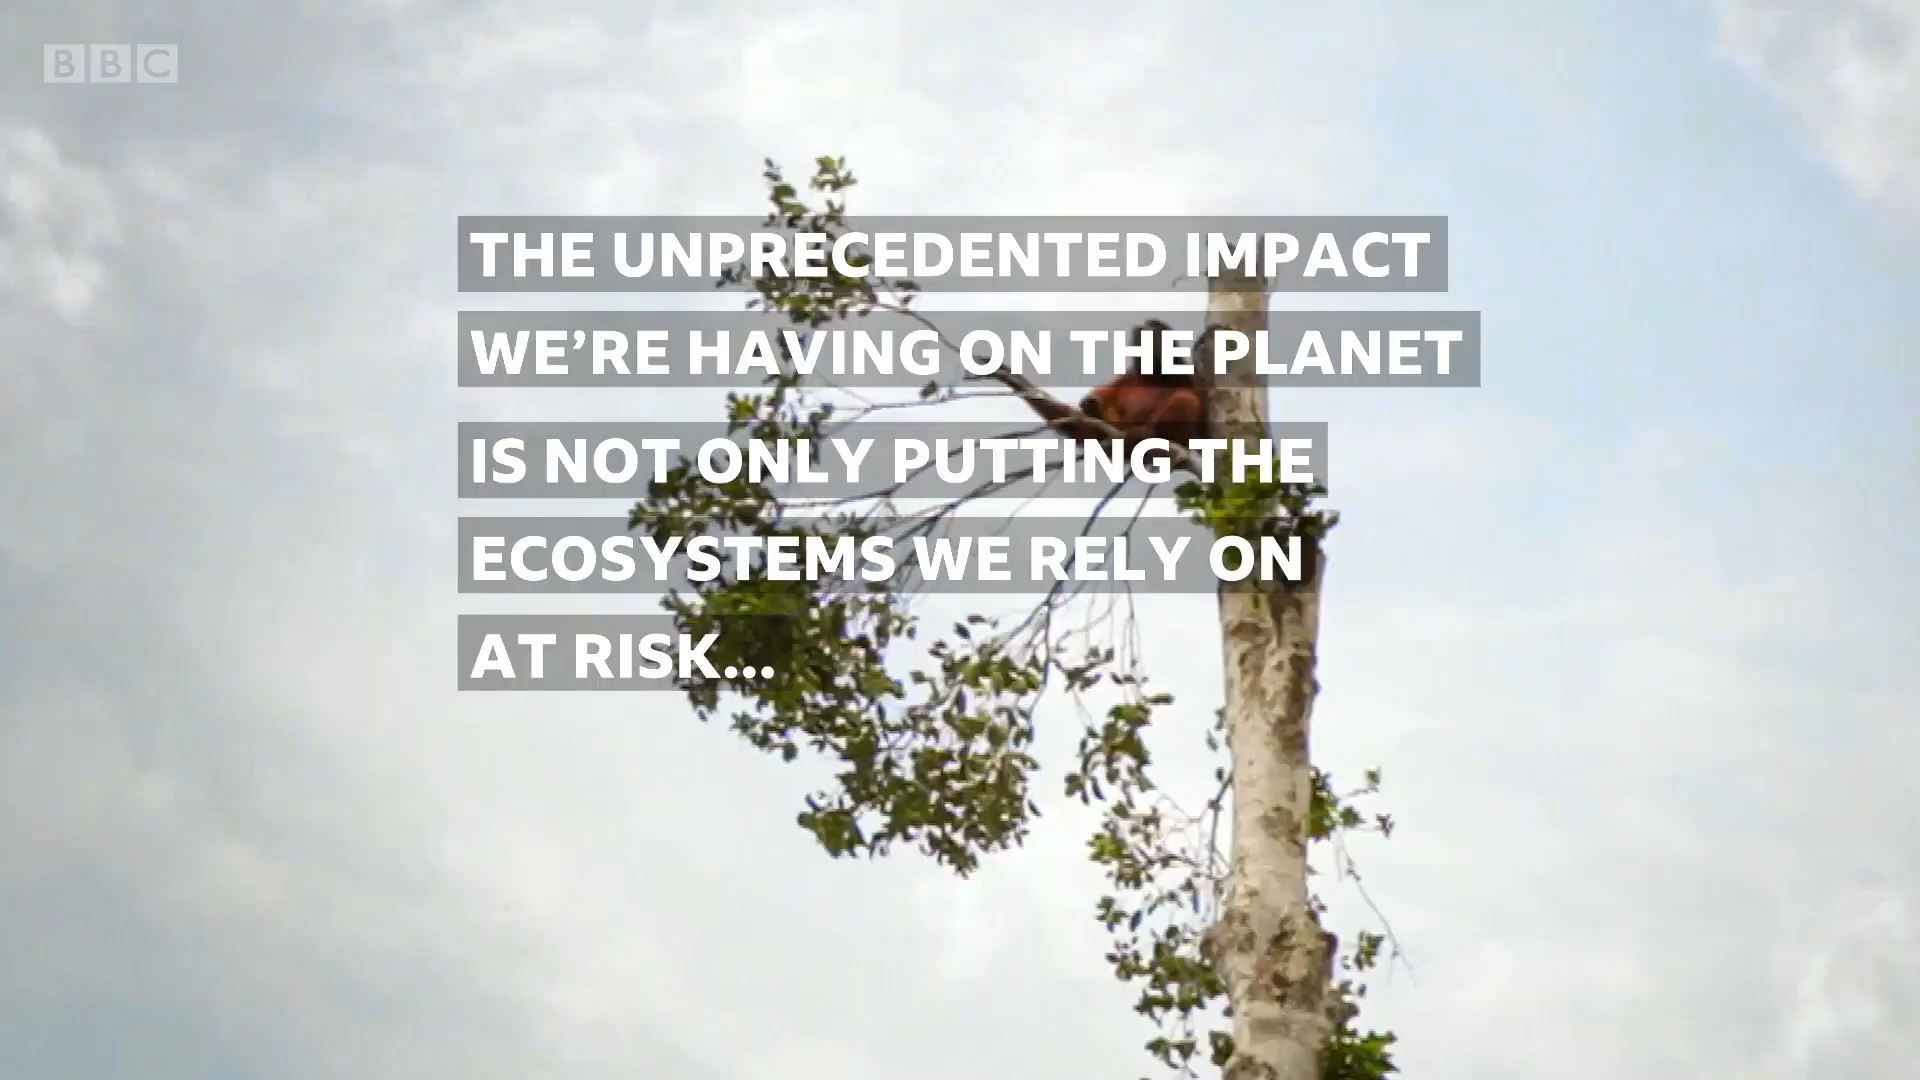 BBC
THE UNPRECEDENTED IMPACT
WE’RE HAVING ON THE PLANET
IS NOT ONLY PUTTING THE
ECOSYSTEMS WE RELY ON
AT RISK...